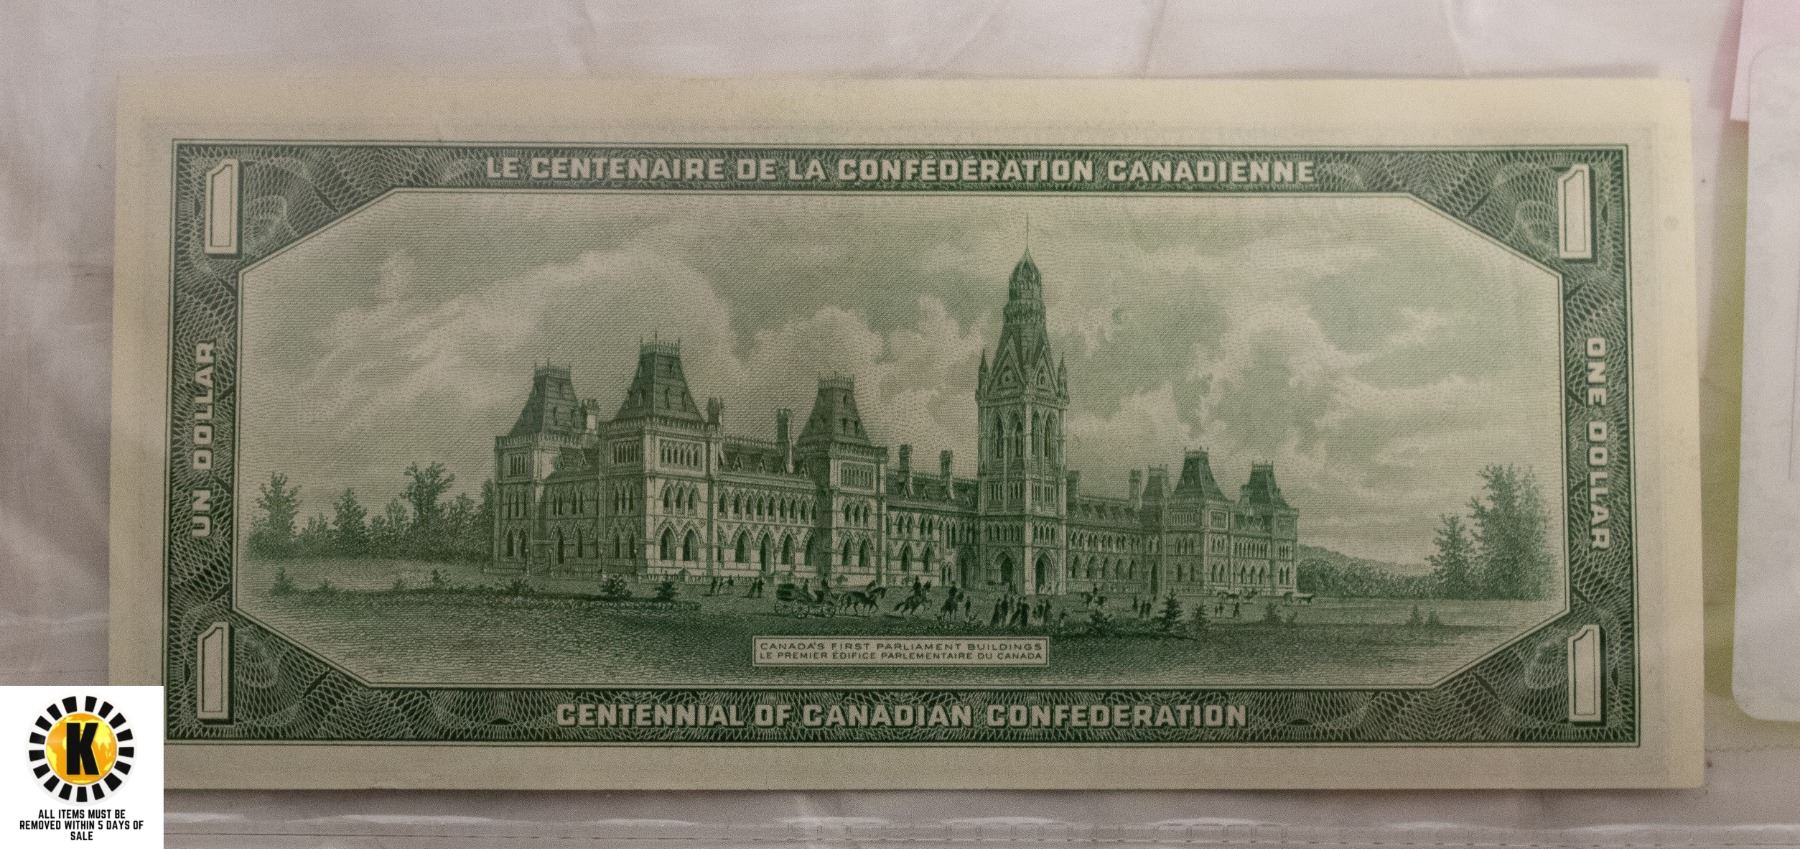 LE CENTENAIRE DE LA CONFÉDÉRATION CANADIENNE
1
1
UN DOLLAR
ONE DOLLAR
CANADA'S FIRST PARLIAMENT BUILDINGS
LE PREMIER ÉDIFICE PARLEMENTAIRE DU CANADA
1
1
CENTENNIAL OF CANADIAN CONFEDERATION
K
ALL ITEMS MUST BE
REMOVED WITHIN 5 DAYS OF
SALE